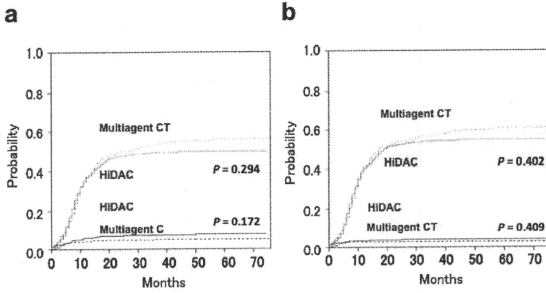 a
1.0
0.8
0.6
0.4
0.2
0.0
Probability
Multiagent CT
HiDAC
P = 0.294
HiDAC
P = 0.172
Multiagent C
0 10 20 30 40 50 60 70
Months
b
1.0
0.8
0.6
0.4
0.2
0.0
Probability
Multiagent CT
HiDAC
P = 0.402
HiDAC
Multiagent CT
P = 0.409
0 10 20 30 40 50 60 70
Months